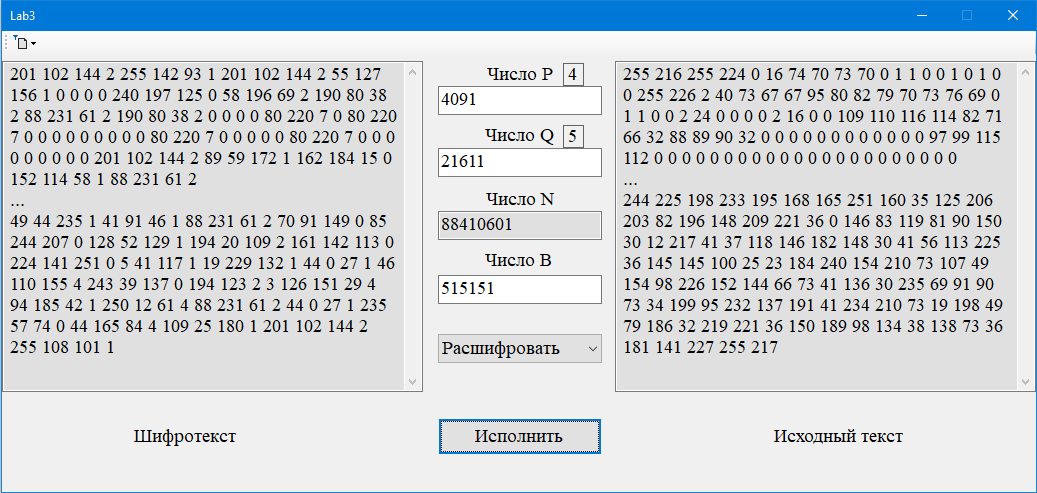 Lab3
201 102 144 2 255 142 93 1 201 102 144 2 55 127
156 1 0 0 0 0 240 197 125 0 58 196 69 2 190 80 38
2 88 231 61 2 190 80 38 2 0 0 0 0 80 220 7 0 80 220
7 0 0 0 0 0 0 0 0 0 80 220 7 0 0 0 0 0 80 220 7 0 0 0
0 0 0 0 0 0 0 0 201 102 144 2 89 59 172 1 162 184 15 0
152 114 58 1 88 231 61 2
...
49 44 235 1 41 91 46 1 88 231 61 2 70 91 149 0 85
244 207 0 128 52 129 1 194 20 109 2 161 142 113 0
224 141 251 0 5 41 117 1 19 229 132 1 44 0 27 1 46
110 155 4 243 39 137 0 194 123 2 3 126 151 29 4
94 185 42 1 250 12 61 4 88 231 61 2 44 0 27 1 235
57 74 0 44 165 84 4 109 25 180 1 201 102 144 2
255 108 101 1
Число P 4
4091
Число Q 5
21611
Число N
88410601
Число B
515151
Расшифровать
255 216 255 224 0 16 74 70 73 70 0 1 1 0 0 1 0 1 0
0 255 226 2 40 73 67 67 95 80 82 79 70 73 76 69 0
1 1 0 0 2 24 0 0 0 0 2 16 0 0 109 110 116 114 82 71
66 32 88 89 90 32 0 0 0 0 0 0 0 0 0 0 0 0 97 99 115
112 0 0 0 0 0 0 0 0 0 0 0 0 0 0 0 0 0 0 0 0 0 0 0
...
244 225 198 233 195 168 165 251 160 35 125 206
203 82 196 148 209 221 36 0 146 83 119 81 90 150
30 12 217 41 37 118 146 182 148 30 41 56 113 225
36 145 145 100 25 23 184 240 154 210 73 107 49
154 98 226 152 144 66 73 41 136 30 235 69 91 90
73 34 199 95 232 137 191 41 234 210 73 19 198 49
79 186 32 219 221 36 150 189 98 134 38 138 73 36
181 141 227 255 217
Шифротекст
Исполнить
Исходный текст